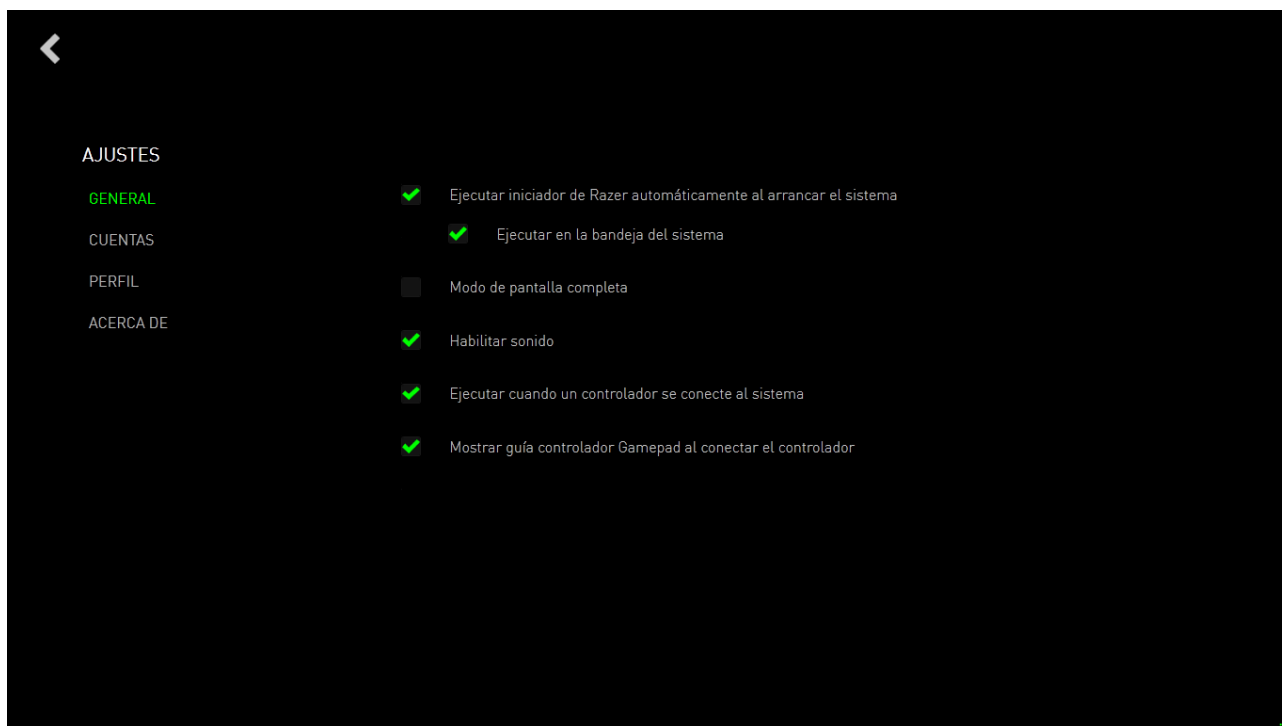 AJUSTES
GENERAL
CUENTAS
PERFIL
ACERCA DE
Ejecutar iniciador de Razer automáticamente al arrancar el sistema
Ejecutar en la bandeja del sistema
Modo de pantalla completa
Habilitar sonido
Ejecutar cuando un controlador se conecte al sistema
Mostrar guía controlador Gamepad al conectar el controlador